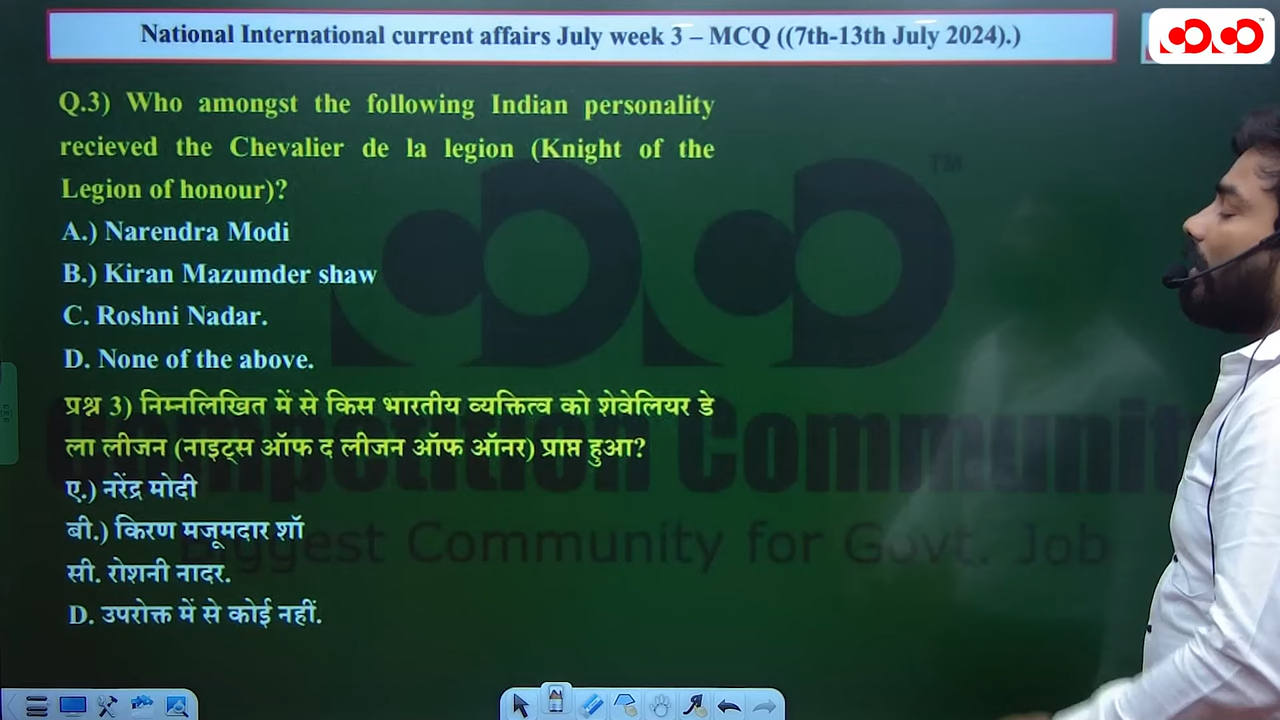 National International current affairs July week 3 – MCQ ((7th-13th July 2024).)
Q.3) Who amongst the following Indian personality
recieved the Chevalier de la legion (Knight of the
Legion of honour)?
A.) Narendra Modi
B.) Kiran Mazumder shaw
C. Roshni Nadar.
D. None of the above.
प्रश्न 3) निम्नलिखित में से किस भारतीय व्यक्तित्व को शेवेलियर डे
ला लीजन (नाइट्स ऑफ द लीजन ऑफ ऑनर) प्राप्त हुआ?
ए.) नरेंद्र मोदी
बी.) किरण मजूमदार शॉ
सी. रोशनी नादर.
D. उपरोक्त में से कोई नहीं.
TM
Competition Community
Biggest Community for Govt. Job